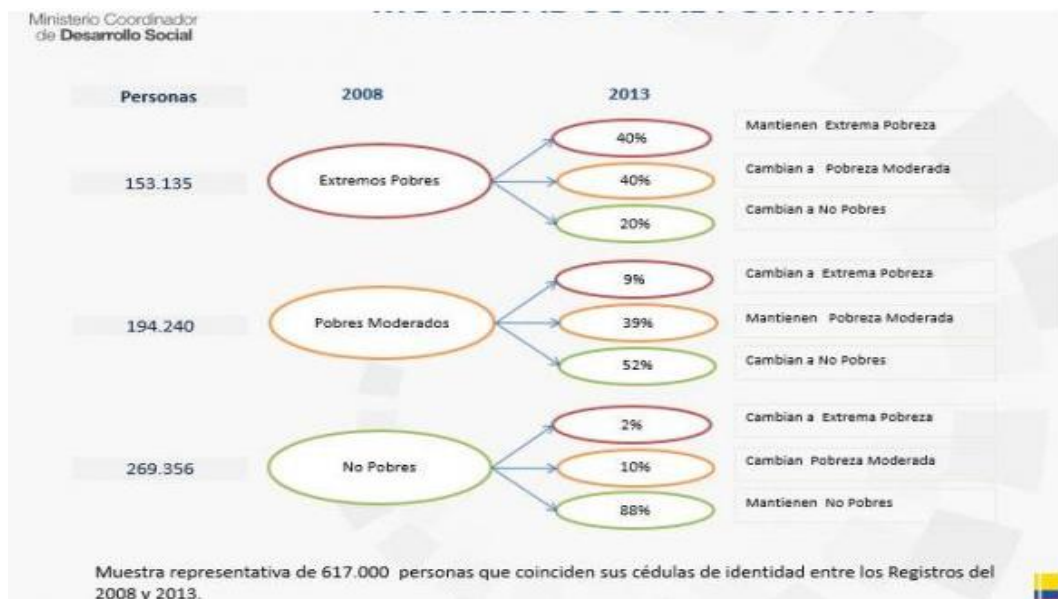 Ministerio Coordinador
de Desarrollo Social
Personas 2008 2013
40% Mantienen Extrema Pobreza
153.135 Extremos Pobres 40% Cambian a Pobreza Moderada
20% Cambian a No Pobres
9% Cambian a Extrema Pobreza
194.240 Pobres Moderados 39% Mantienen Pobreza Moderada
52% Cambian a No Pobres
2% Cambian a Extrema Pobreza
269.356 No Pobres 10% Cambian Pobreza Moderada
88% Mantienen No Pobres
Muestra representativa de 617.000 personas que coinciden sus cédulas de identidad entre los Registros del
2008 y 2013.